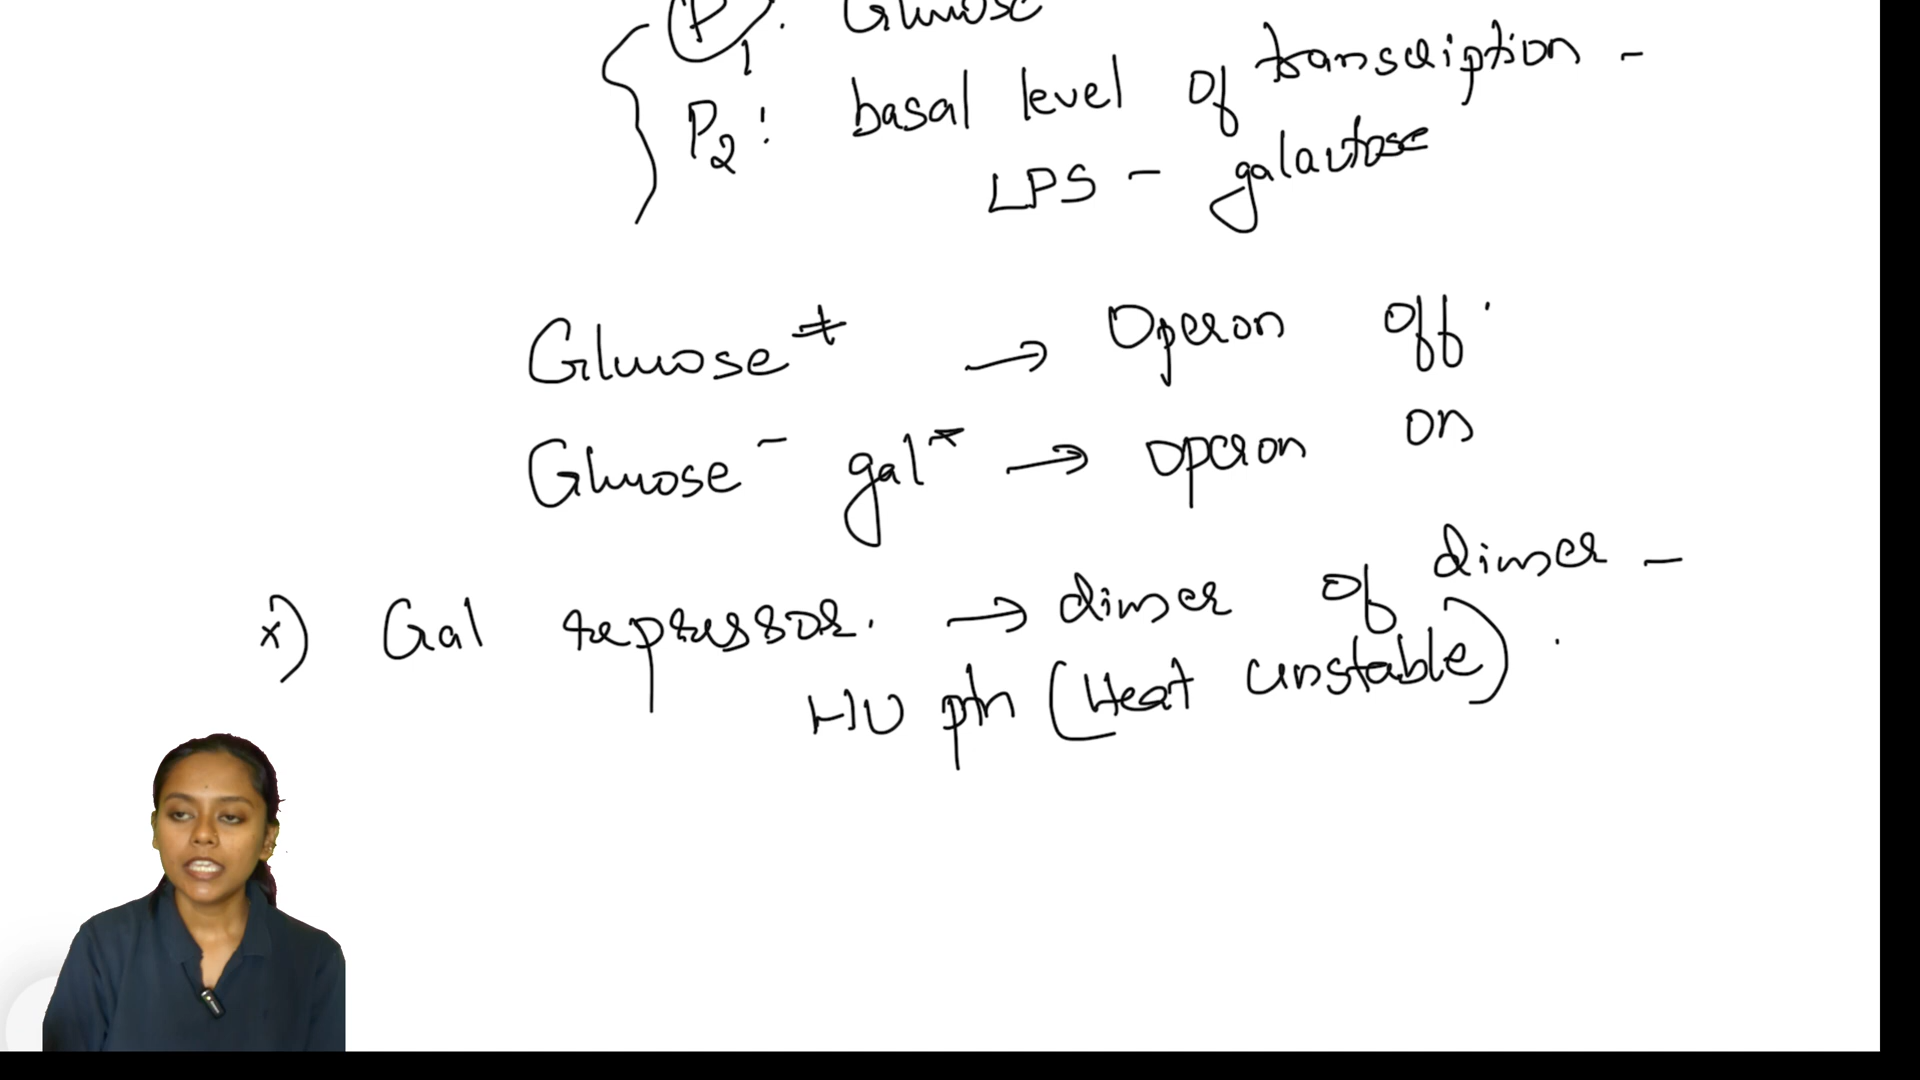 P1: Glucose
P2: basal level of transcription -
LPS - galactose
Glucose+ → Operon off.
Glucose- gal+ → operon on
x) Gal repressor. → dimer of dimer -
HU ptn (Heat unstable).